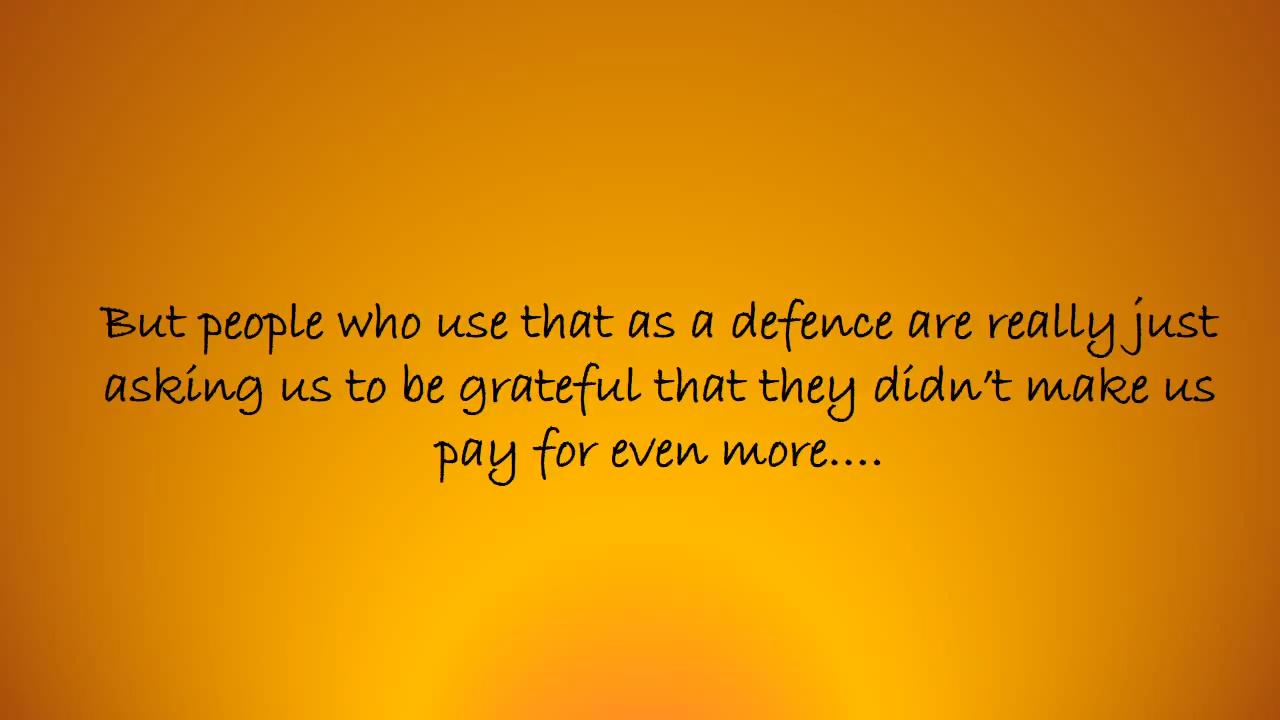 But people who use that as a defence are really just
asking us to be grateful that they didn't make us
pay for even more....